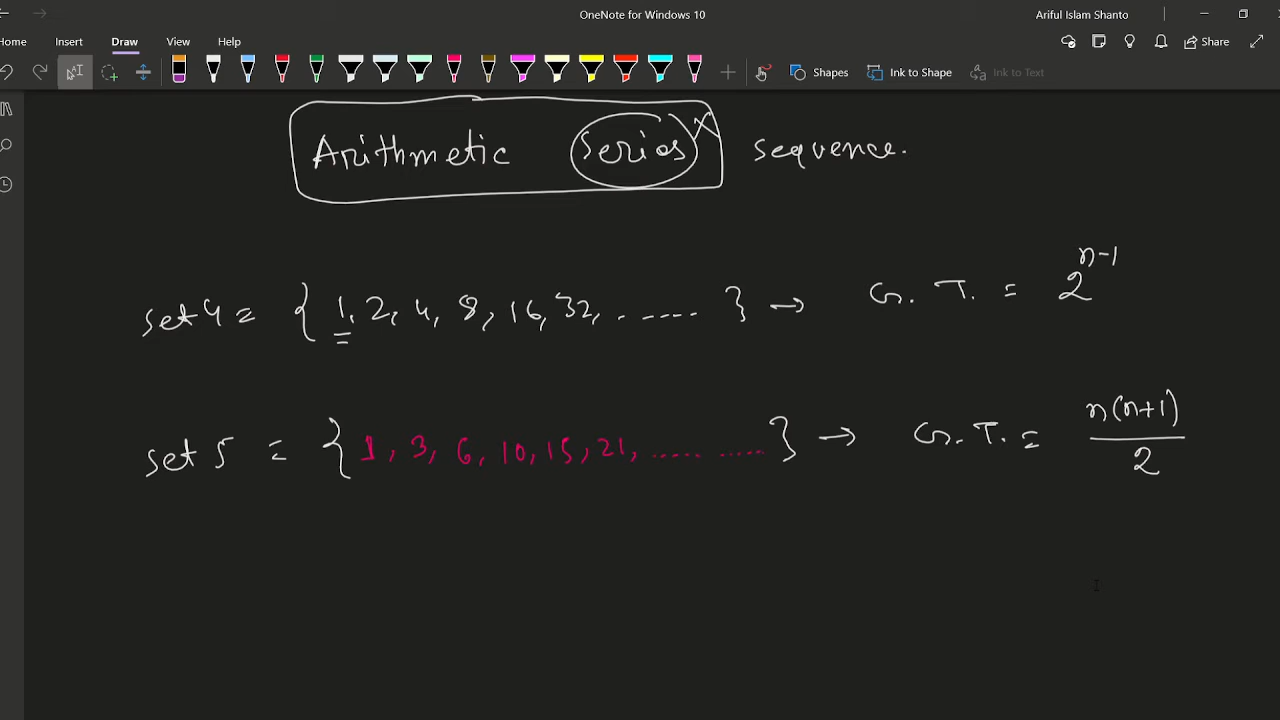 OneNote for Windows 10
Ariful Islam Shanto
Home Insert Draw View Help
Share
Shapes Ink to Shape Ink to Text
Arithmetic Series x sequence.
set 4 = { 1, 2, 4, 8, 16, 32, ....... } → G. T. = 2^{n-1}
set 5 = { 1, 3, 6, 10, 15, 21, ........... } → G. T. = n(n+1)/2